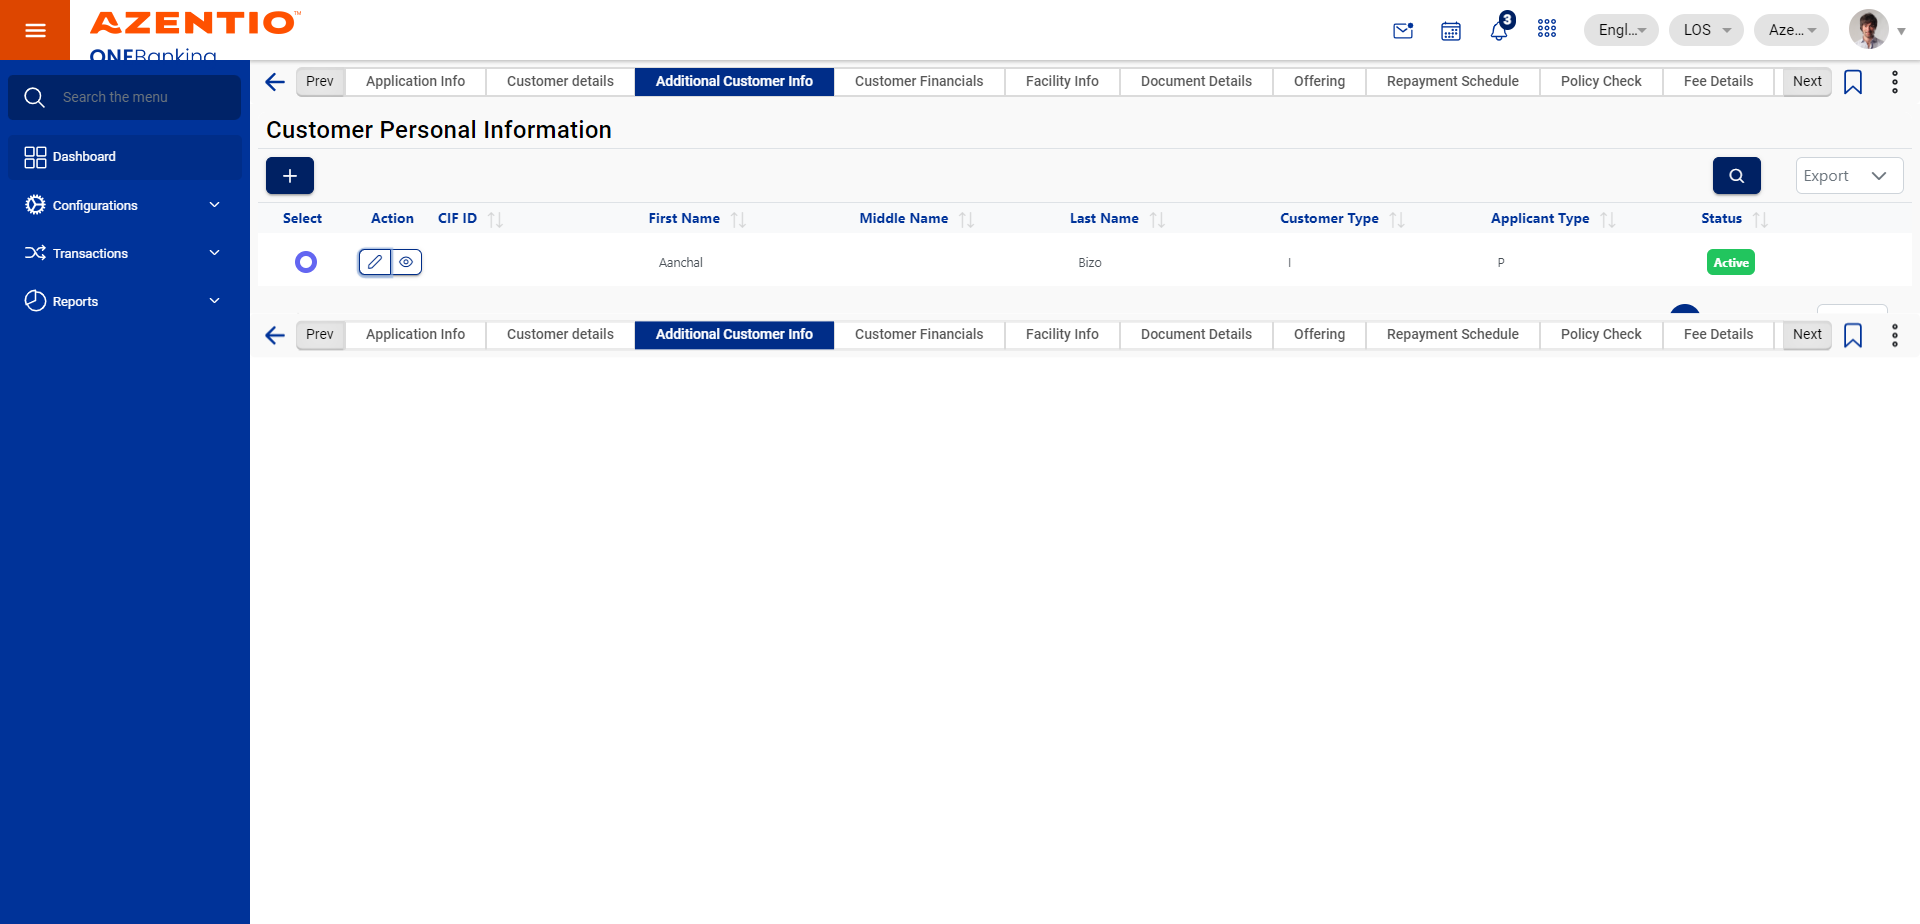 AZENTIO™
ONEBanking
3
Engl...
LOS
Aze...
Search the menu
Dashboard
Configurations
Transactions
Reports
Prev
Application Info
Customer details
Additional Customer Info
Customer Financials
Facility Info
Document Details
Offering
Repayment Schedule
Policy Check
Fee Details
Next
Customer Personal Information
+
Export
Select Action CIF ID First Name Middle Name Last Name Customer Type Applicant Type Status
Aanchal Bizo I P Active
Prev
Application Info
Customer details
Additional Customer Info
Customer Financials
Facility Info
Document Details
Offering
Repayment Schedule
Policy Check
Fee Details
Next